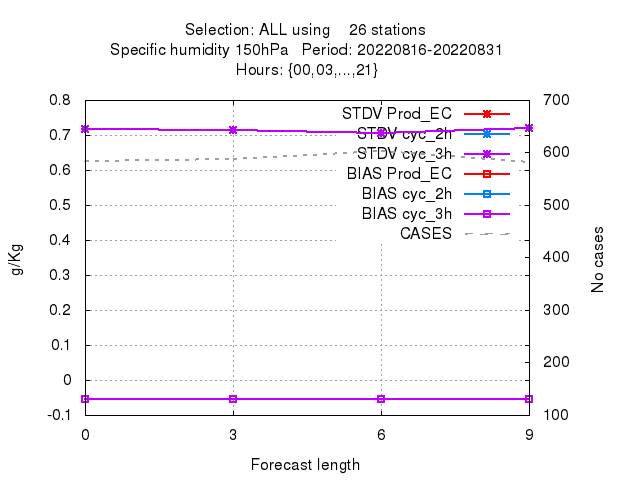 Selection: ALL using    26 stations
Specific humidity 150hPa   Period: 20220816-20220831
Hours: {00,03,...,21}
0.8
0.7
0.6
0.5
0.4
0.3
0.2
0.1
0
-0.1
g/Kg
STDV Prod_EC
STDV cyc_2h
STDV cyc_3h
BIAS Prod_EC
BIAS cyc_2h
BIAS cyc_3h
CASES
700
600
500
400
300
200
100
No cases
0 3 6 9
Forecast length